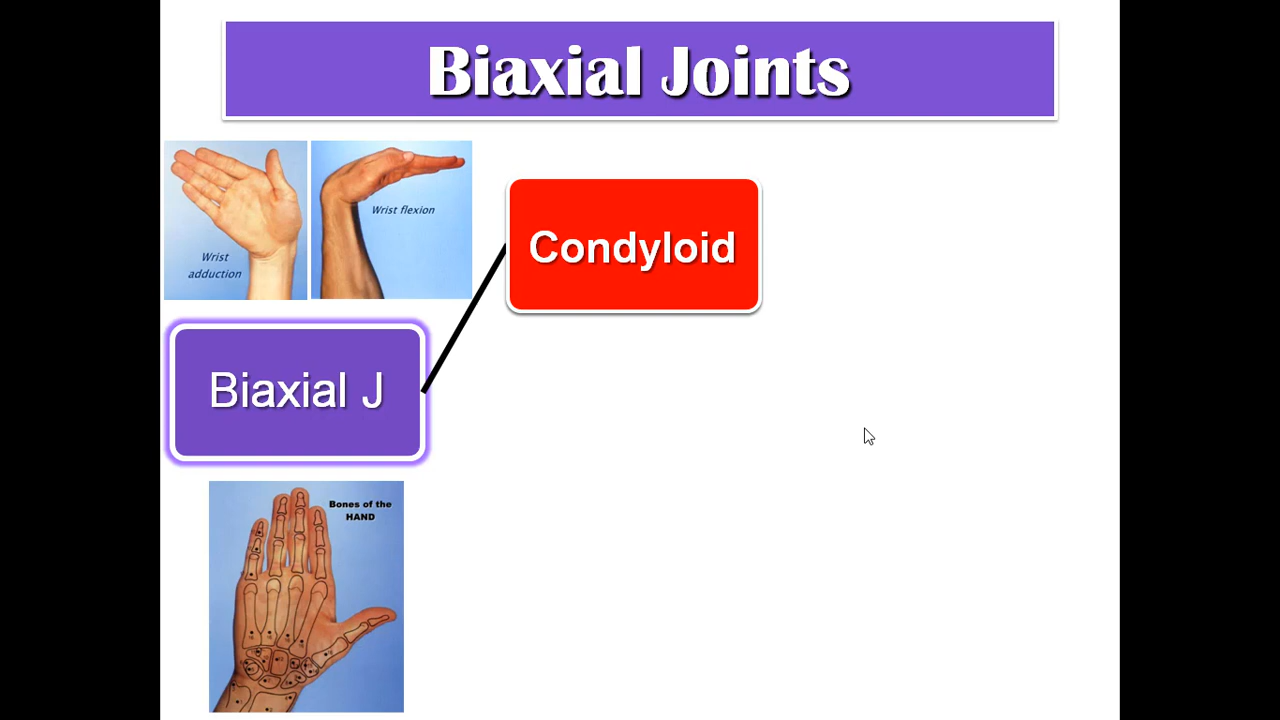 Biaxial Joints
Wrist
adduction
Wrist flexion
Condyloid
Biaxial J
Bones of the
HAND